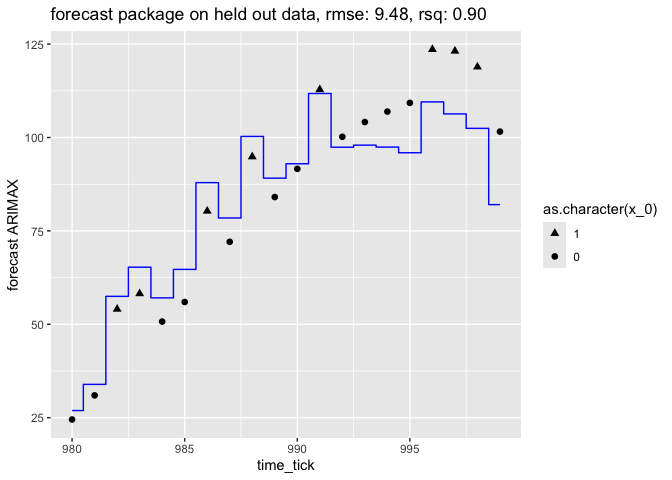 forecast package on held out data, rmse: 9.48, rsq: 0.90
125
100
75
50
25
forecast ARIMAX
980
985
990
995
time_tick
as.character(x_0)
1
0